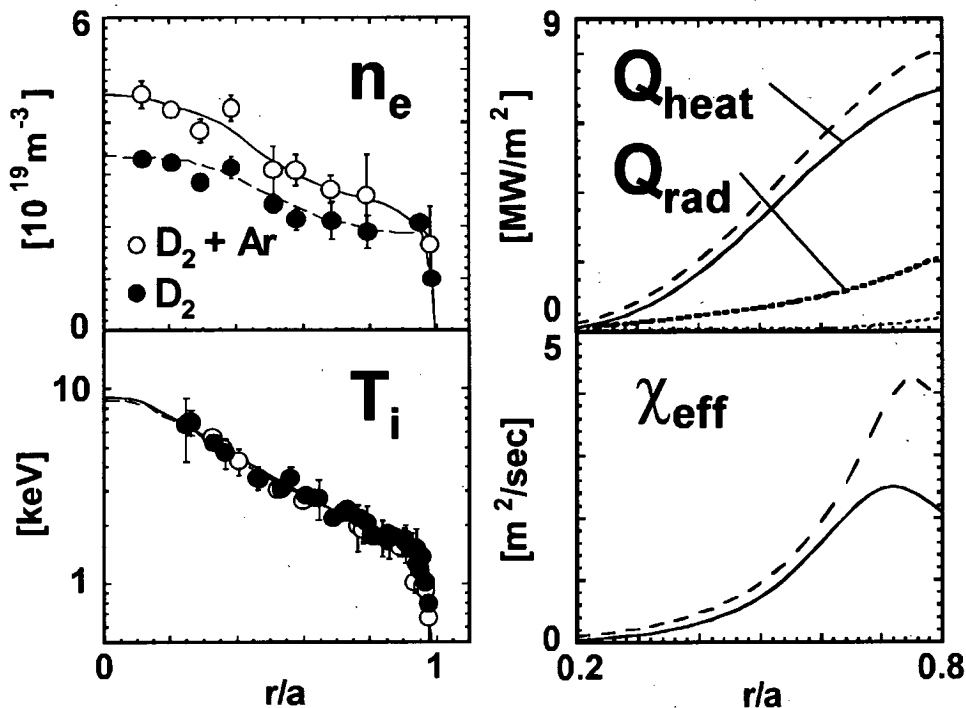 6
n_e
[10^19 m^-3]
D_2 + Ar
D_2
0
9
Q_heat
Q_rad
[MW/m^2]
0
10
T_i
[keV]
1
0
1
r/a
5
χ_eff
[m^2/sec]
0
0.2
0.8
r/a